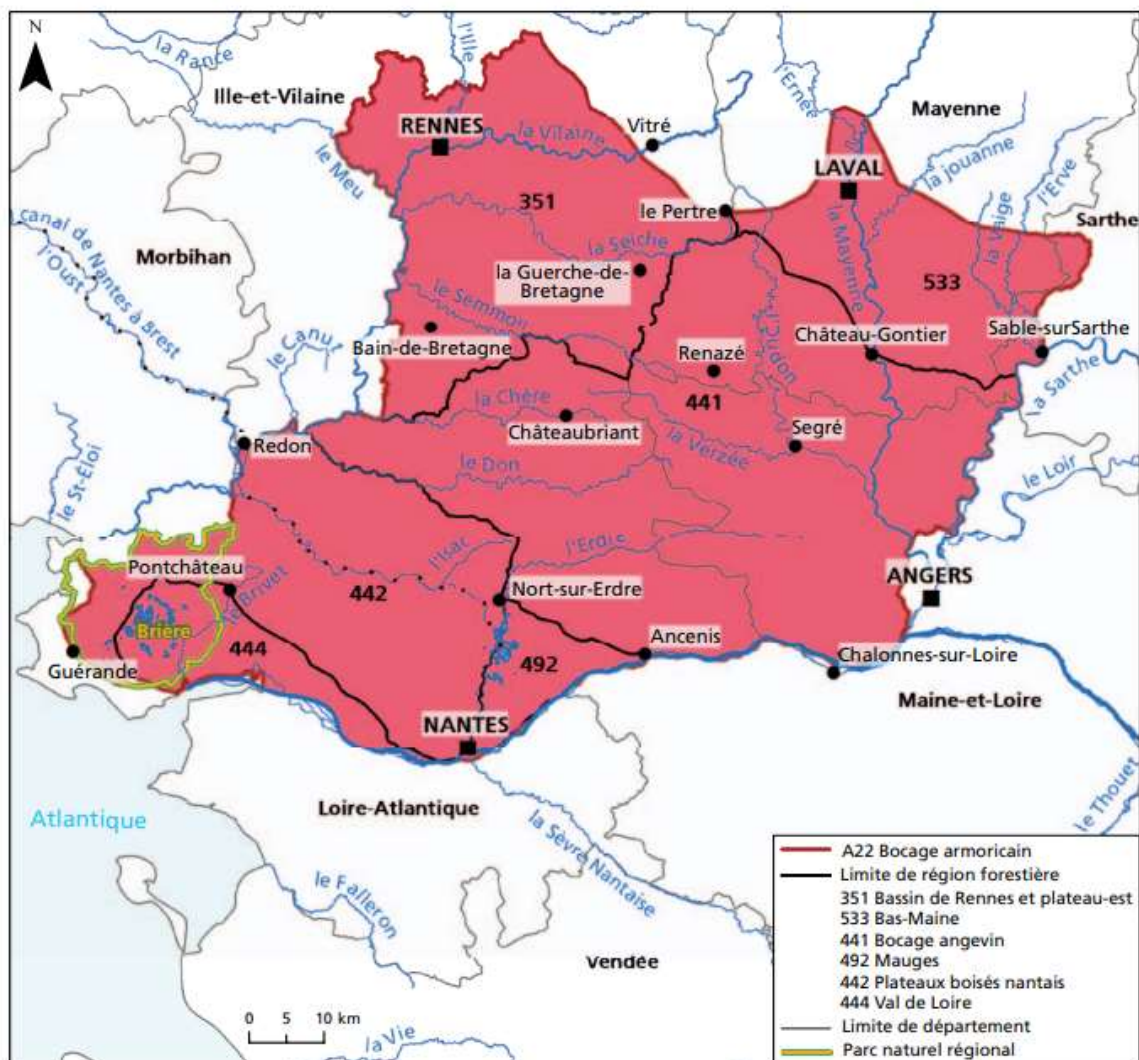 N
la Rance
l'Ille
l'Ernée
Ille-et-Vilaine
Mayenne
RENNES
la Vilaine
Vitré
le Meu
LAVAL
la jouanne
l'Erve
351
le Pertre
la Vaige
Sarthe
canal de Nantes à Brest
l'Oust
Morbihan
la Seiche
la Mayenne
la Guerche-de-
Bretagne
533
le Semmon
le Canut
Bain-de-Bretagne
Renazé
Château-Gontier
Sable-surSarthe
la Sarthe
la Chère
441
Châteaubriant
Segré
Redon
la Verzée
le Don
le Loir
le St-Éloi
l'Isac
l'Erdre
Pontchâteau
ANGERS
442
Nort-sur-Erdre
le Brivet
Brière
444
Ancenis
Guérande
492
Chalonnes-sur-Loire
Maine-et-Loire
NANTES
Loire-Atlantique
Atlantique
la Sèvre Nantaise
le Thouet
le Falleron
Vendée
0 5 10 km
la Vie
A22 Bocage armoricain
Limite de région forestière
351 Bassin de Rennes et plateau-est
533 Bas-Maine
441 Bocage angevin
492 Mauges
442 Plateaux boisés nantais
444 Val de Loire
Limite de département
Parc naturel régional